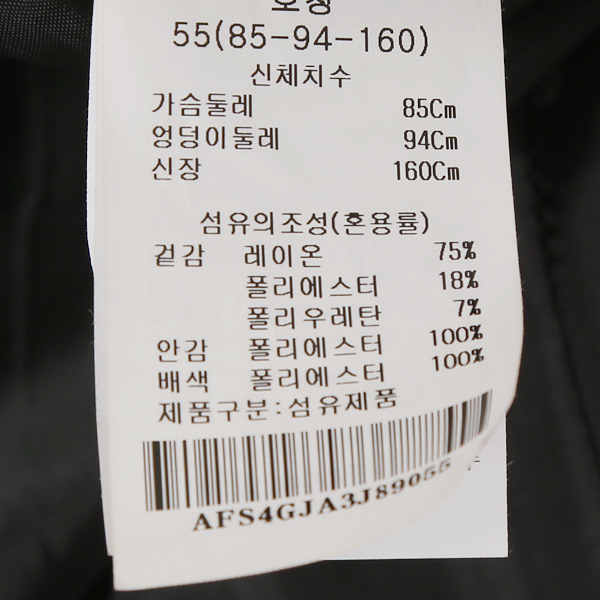 호칭
55(85-94-160)
신체치수
가슴둘레 85Cm
엉덩이둘레 94Cm
신장 160Cm
섬유의조성(혼용률)
겉감 레이온 75%
폴리에스터 18%
폴리우레탄 7%
안감 폴리에스터 100%
배색 폴리에스터 100%
제품구분:섬유제품
AFS4GJA3J89055